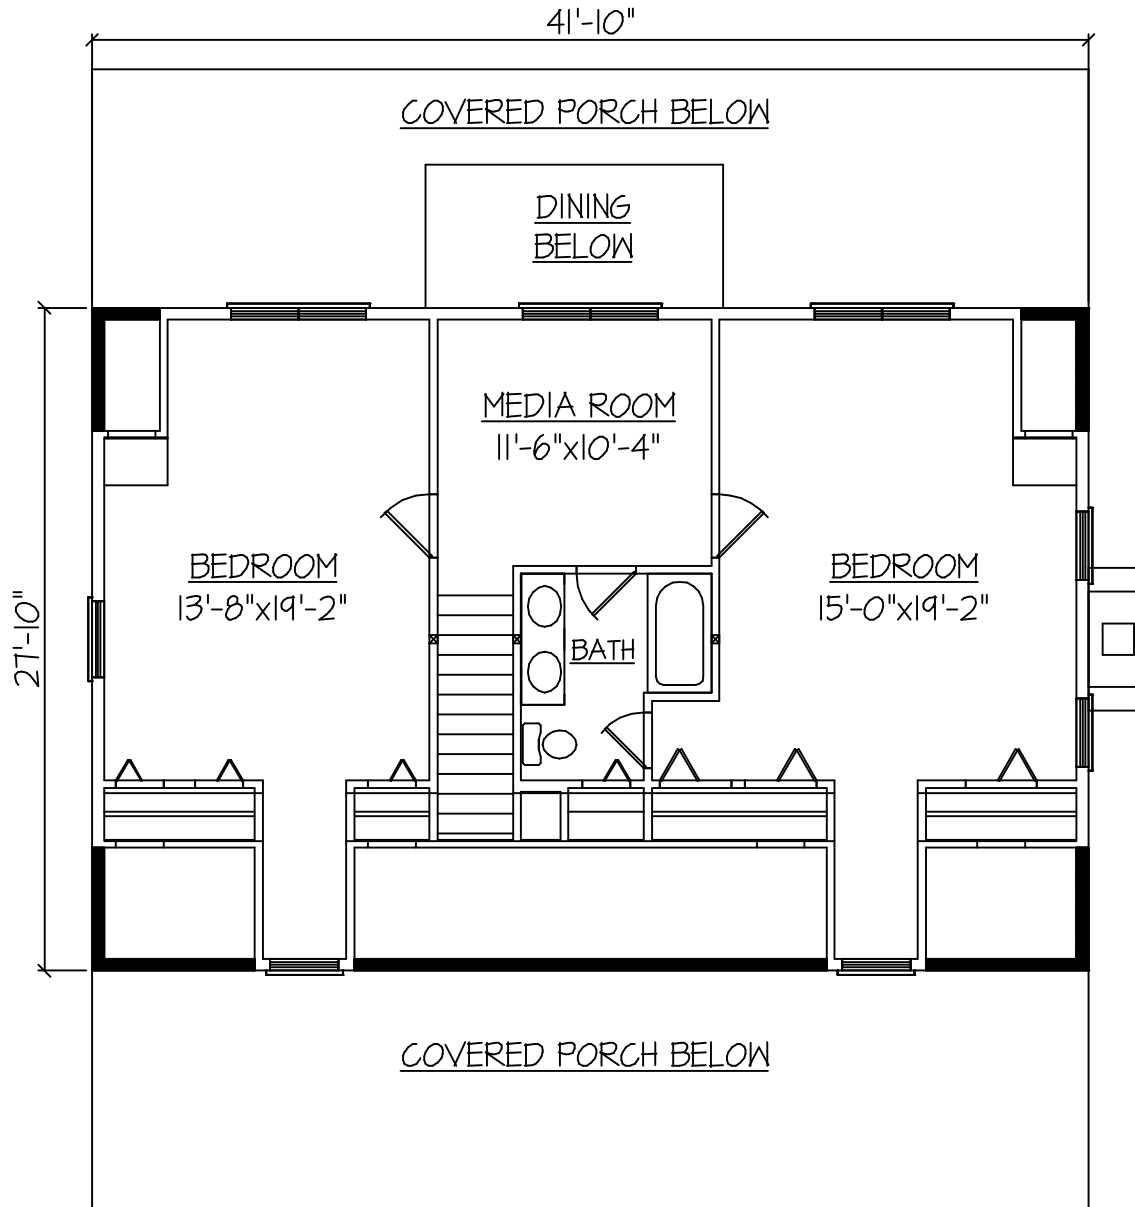 41'-10"
COVERED PORCH BELOW
DINING
BELOW
MEDIA ROOM
11'-6"x10'-4"
BEDROOM
13'-8"x19'-2"
BEDROOM
15'-0"x19'-2"
27'-10"
BATH
COVERED PORCH BELOW